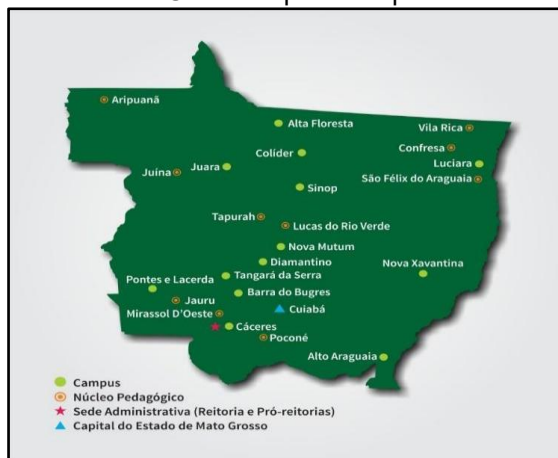 Aripuanã
Alta Floresta
Vila Rica
Confresa
Colíder
Luciara
Juara
Juína
São Félix do Araguaia
Sinop
Tapurah
Lucas do Rio Verde
Nova Mutum
Diamantino
Nova Xavantina
Tangará da Serra
Pontes e Lacerda
Barra do Bugres
Jauru
Cuiabá
Mirassol D'Oeste
Cáceres
Poconé
Alto Araguaia
Campus
Núcleo Pedagógico
Sede Administrativa (Reitoria e Pró-reitorias)
Capital do Estado de Mato Grosso